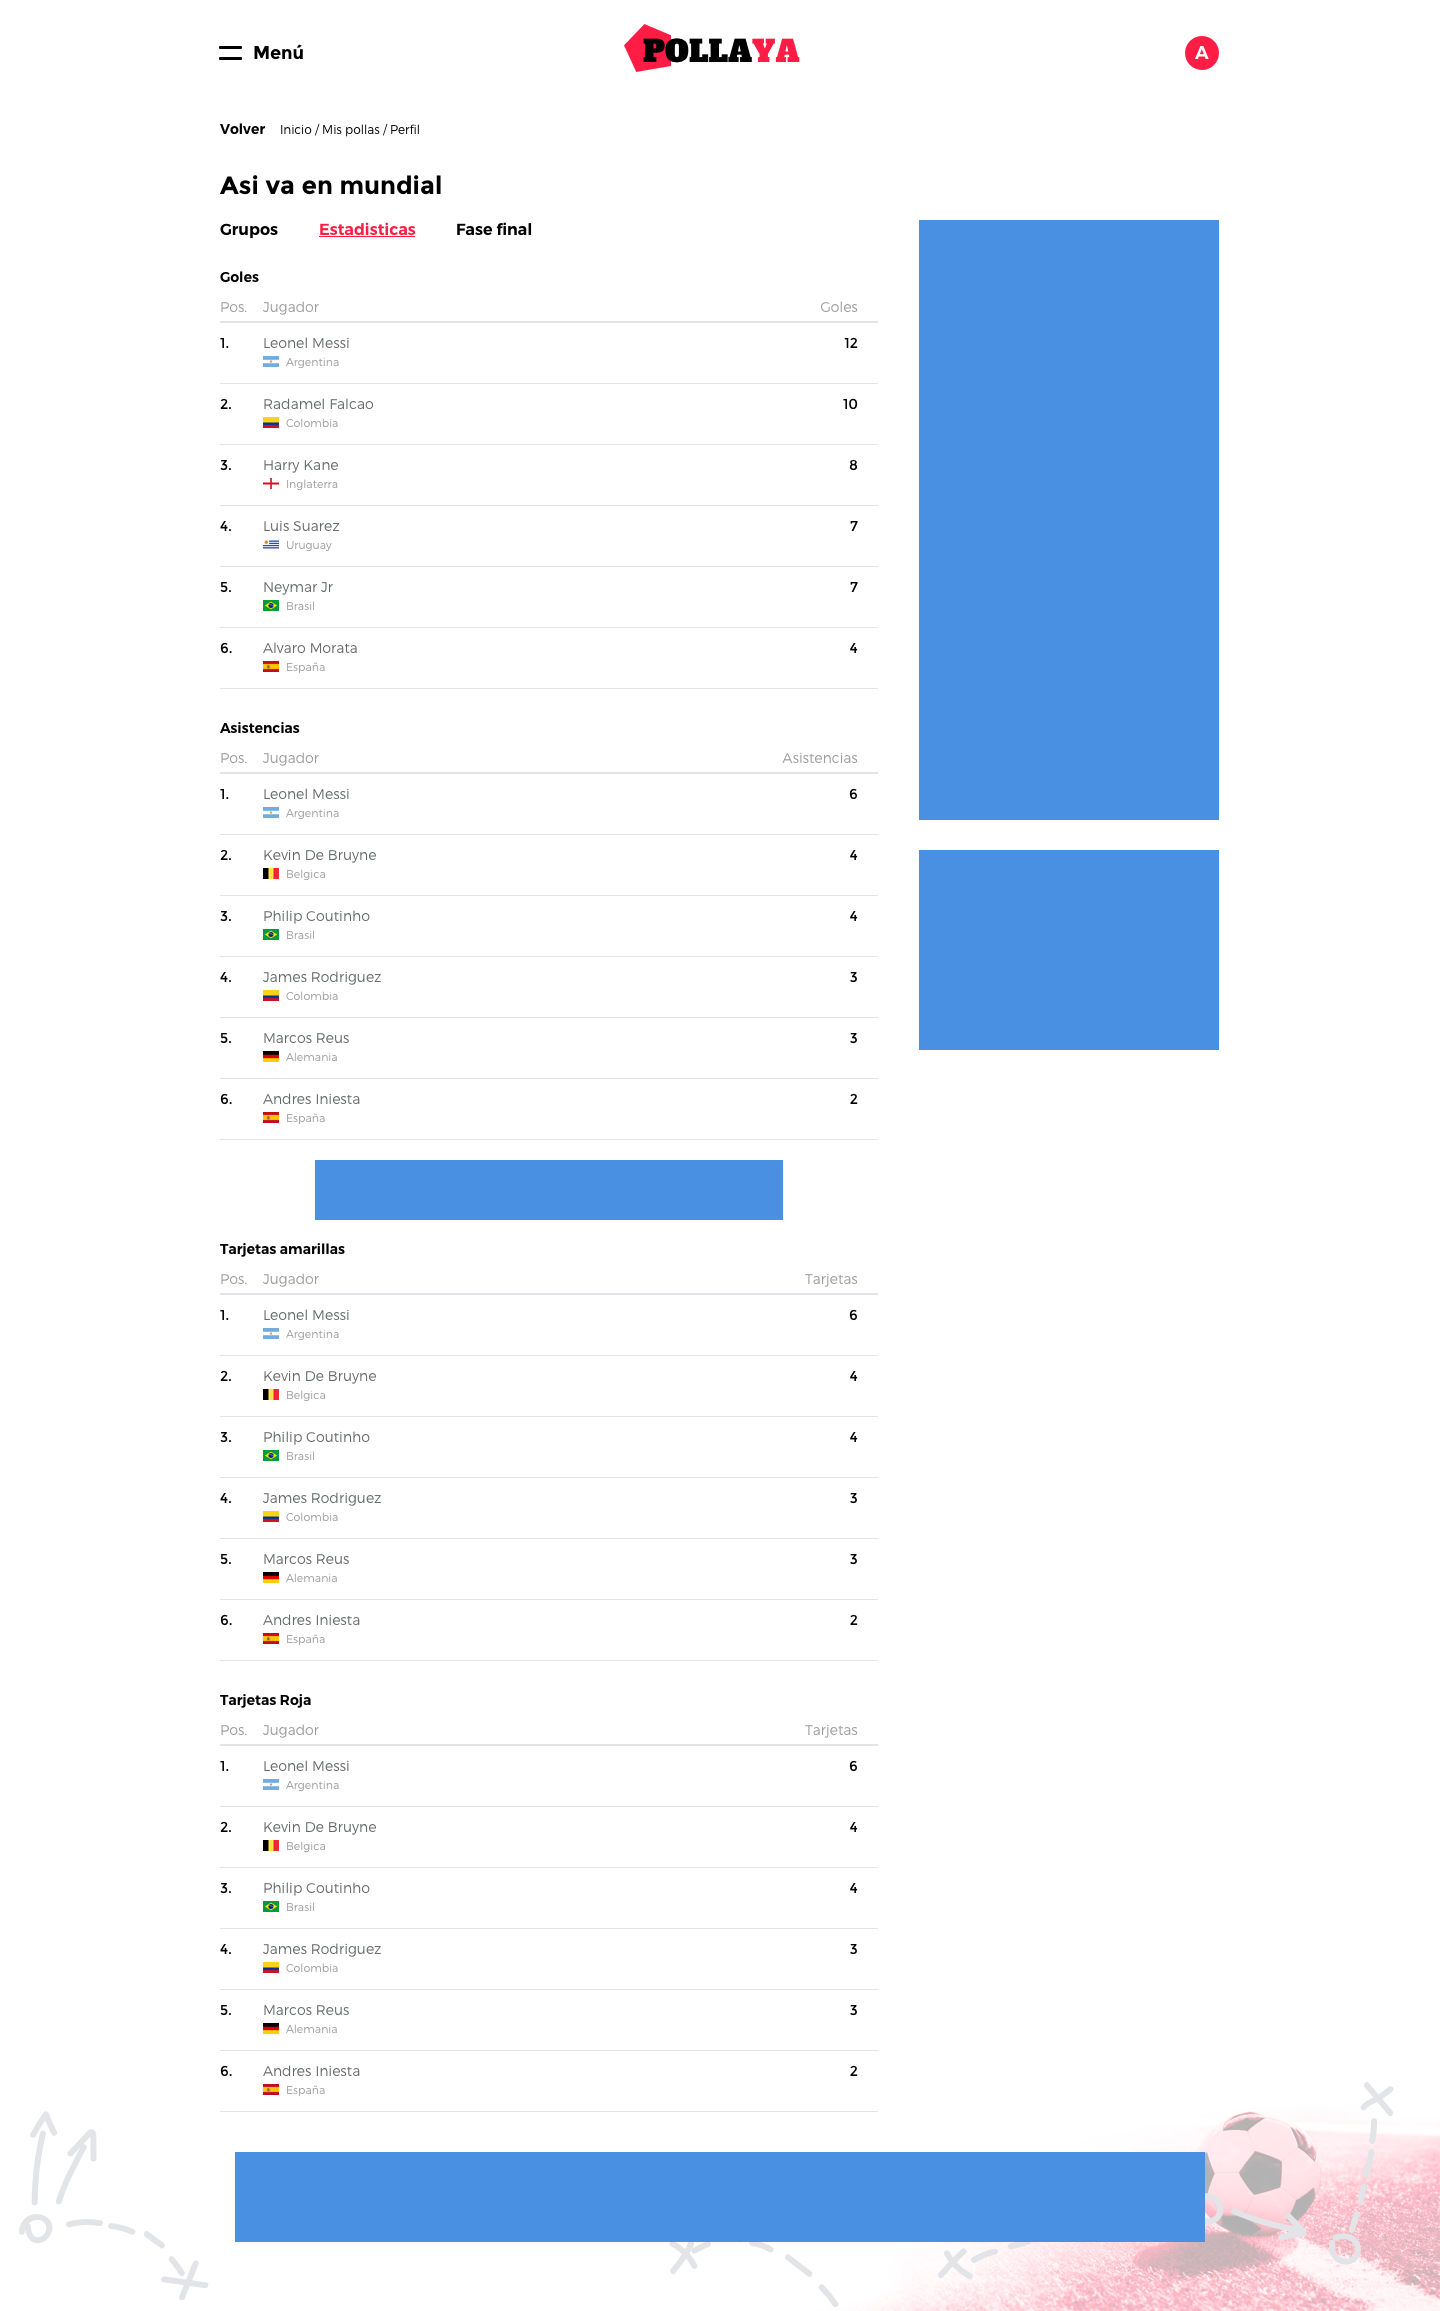 Menú
POLLAYA
A
Volver Inicio / Mis pollas / Perfil
Asi va en mundial
Grupos Estadisticas Fase final
Goles
Pos. Jugador Goles
1. Leonel Messi 12
Argentina
2. Radamel Falcao 10
Colombia
3. Harry Kane 8
Inglaterra
4. Luis Suarez 7
Uruguay
5. Neymar Jr 7
Brasil
6. Alvaro Morata 4
España
Asistencias
Pos. Jugador Asistencias
1. Leonel Messi 6
Argentina
2. Kevin De Bruyne 4
Belgica
3. Philip Coutinho 4
Brasil
4. James Rodriguez 3
Colombia
5. Marcos Reus 3
Alemania
6. Andres Iniesta 2
España
Tarjetas amarillas
Pos. Jugador Tarjetas
1. Leonel Messi 6
Argentina
2. Kevin De Bruyne 4
Belgica
3. Philip Coutinho 4
Brasil
4. James Rodriguez 3
Colombia
5. Marcos Reus 3
Alemania
6. Andres Iniesta 2
España
Tarjetas Roja
Pos. Jugador Tarjetas
1. Leonel Messi 6
Argentina
2. Kevin De Bruyne 4
Belgica
3. Philip Coutinho 4
Brasil
4. James Rodriguez 3
Colombia
5. Marcos Reus 3
Alemania
6. Andres Iniesta 2
España